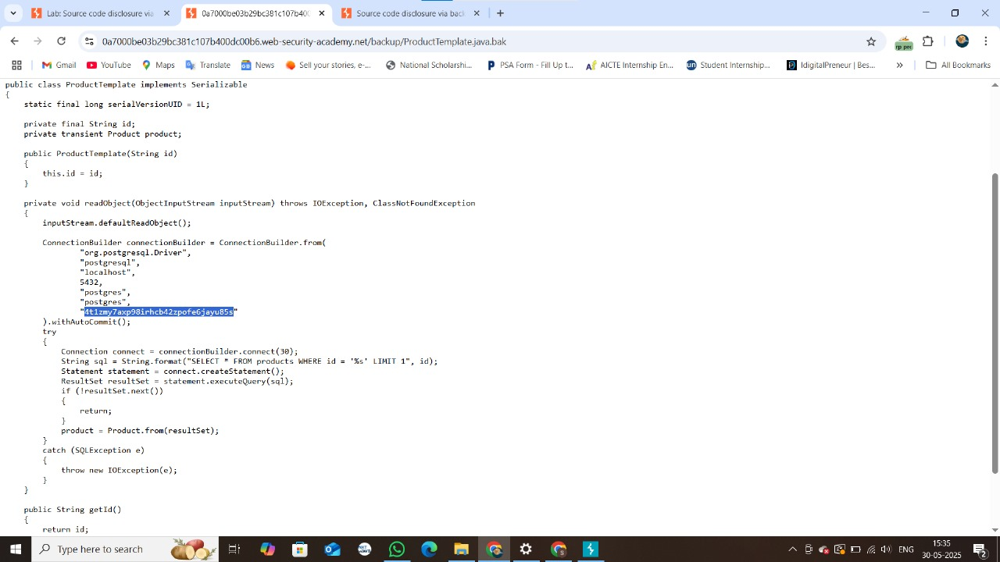 Lab: Source code disclosure via
0a7000be03b29bc381c107b400
Source code disclosure via back
0a7000be03b29bc381c107b400dc00b6.web-security-academy.net/backup/ProductTemplate.java.bak
Gmail
YouTube
Maps
Translate
News
Sell your stories, e-...
National Scholarshi...
PSA Form - Fill Up t...
AICTE Internship En...
Student Internship...
IdigitalPreneur | Bes...
»
All Bookmarks
public class ProductTemplate implements Serializable
{
static final long serialVersionUID = 1L;
private final String id;
private transient Product product;
public ProductTemplate(String id)
{
this.id = id;
}
private void readObject(ObjectInputStream inputStream) throws IOException, ClassNotFoundException
{
inputStream.defaultReadObject();
ConnectionBuilder connectionBuilder = ConnectionBuilder.from(
"org.postgresql.Driver",
"postgresql",
"localhost",
5432,
"postgres",
"postgres",
"4t1zmy7axp98irhcb42zpofe6jayu85s"
).withAutoCommit();
try
{
Connection connect = connectionBuilder.connect(30);
String sql = String.format("SELECT * FROM products WHERE id = '%s' LIMIT 1", id);
Statement statement = connect.createStatement();
ResultSet resultSet = statement.executeQuery(sql);
if (!resultSet.next())
{
return;
}
product = Product.from(resultSet);
}
catch (SQLException e)
{
throw new IOException(e);
}
}
public String getId()
{
return id;
Type here to search
ENG
15:35
30-05-2025
2